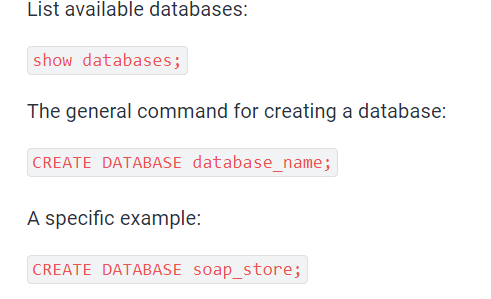 List available databases:
show databases;
The general command for creating a database:
CREATE DATABASE database_name;
A specific example:
CREATE DATABASE soap_store;